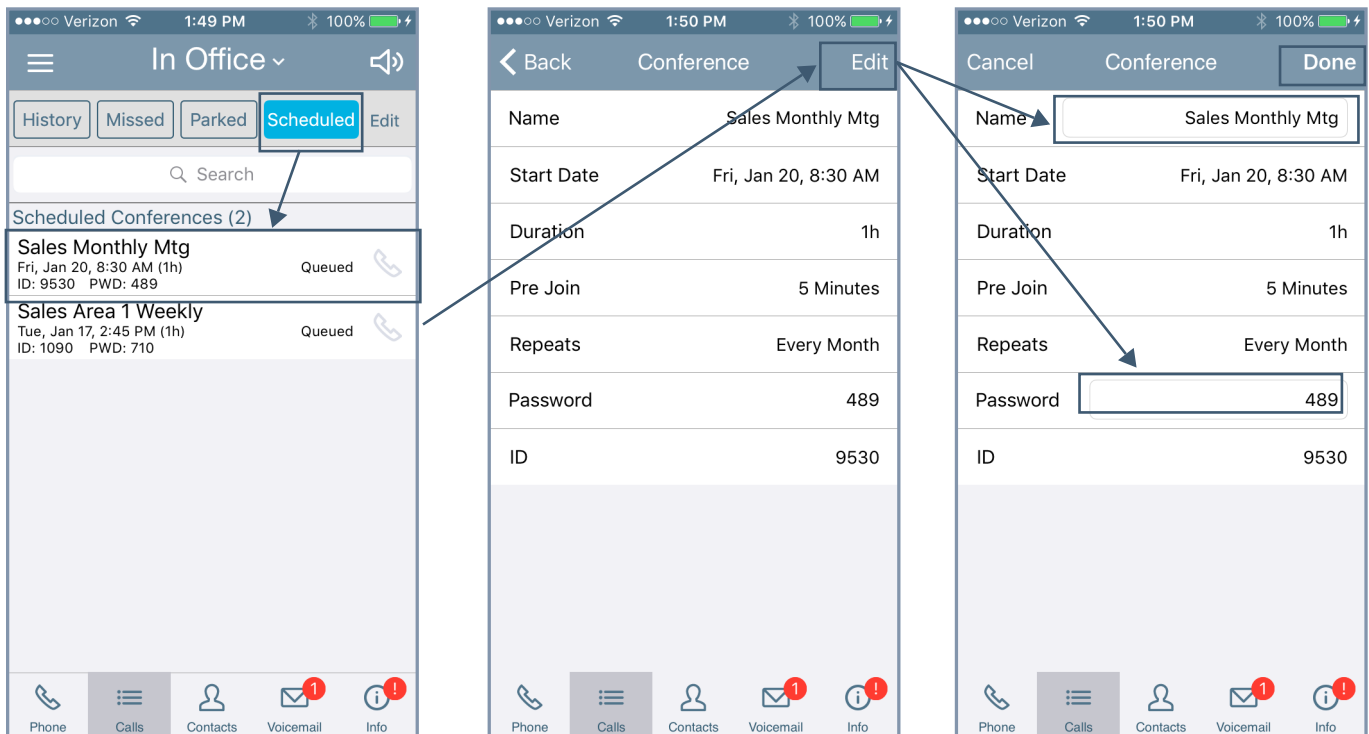 Verizon 1:49 PM 100%
In Office
History Missed Parked Scheduled Edit
Search
Scheduled Conferences (2)
Sales Monthly Mtg
Fri, Jan 20, 8:30 AM (1h)
ID: 9530 PWD: 489
Queued
Sales Area 1 Weekly
Tue, Jan 17, 2:45 PM (1h)
ID: 1090 PWD: 710
Queued
1 !
Phone Calls Contacts Voicemail Info
Verizon 1:50 PM 100%
Back Conference Edit
Name Sales Monthly Mtg
Start Date Fri, Jan 20, 8:30 AM
Duration 1h
Pre Join 5 Minutes
Repeats Every Month
Password 489
ID 9530
1 !
Phone Calls Contacts Voicemail Info
Verizon 1:50 PM 100%
Cancel Conference Done
Name Sales Monthly Mtg
Start Date Fri, Jan 20, 8:30 AM
Duration 1h
Pre Join 5 Minutes
Repeats Every Month
Password 489
ID 9530
1 !
Phone Calls Contacts Voicemail Info